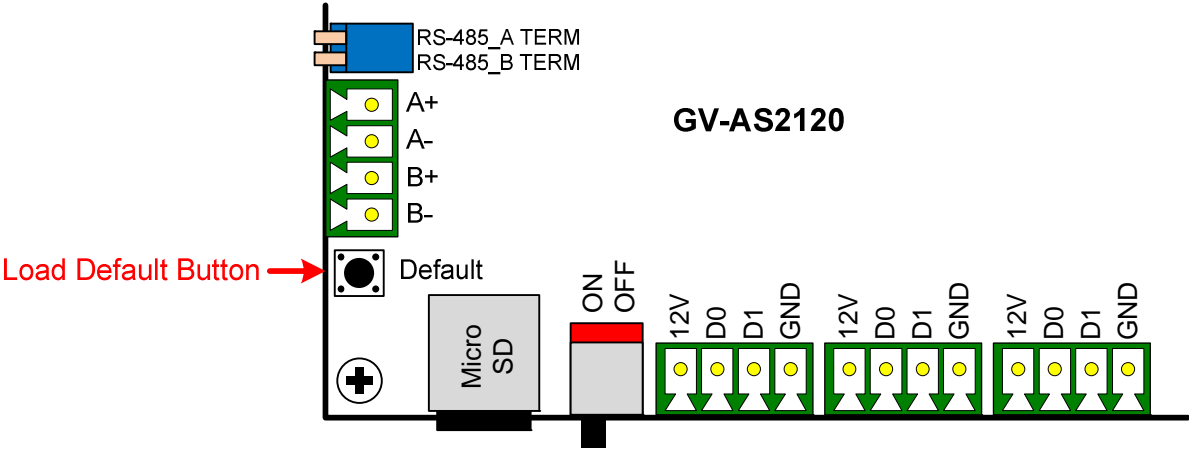 RS-485_A TERM
RS-485_B TERM
A+
A-
B+
B-
GV-AS2120
Load Default Button
Default
Micro
SD
ON
OFF
12V
D0
D1
GND
12V
D0
D1
GND
12V
D0
D1
GND